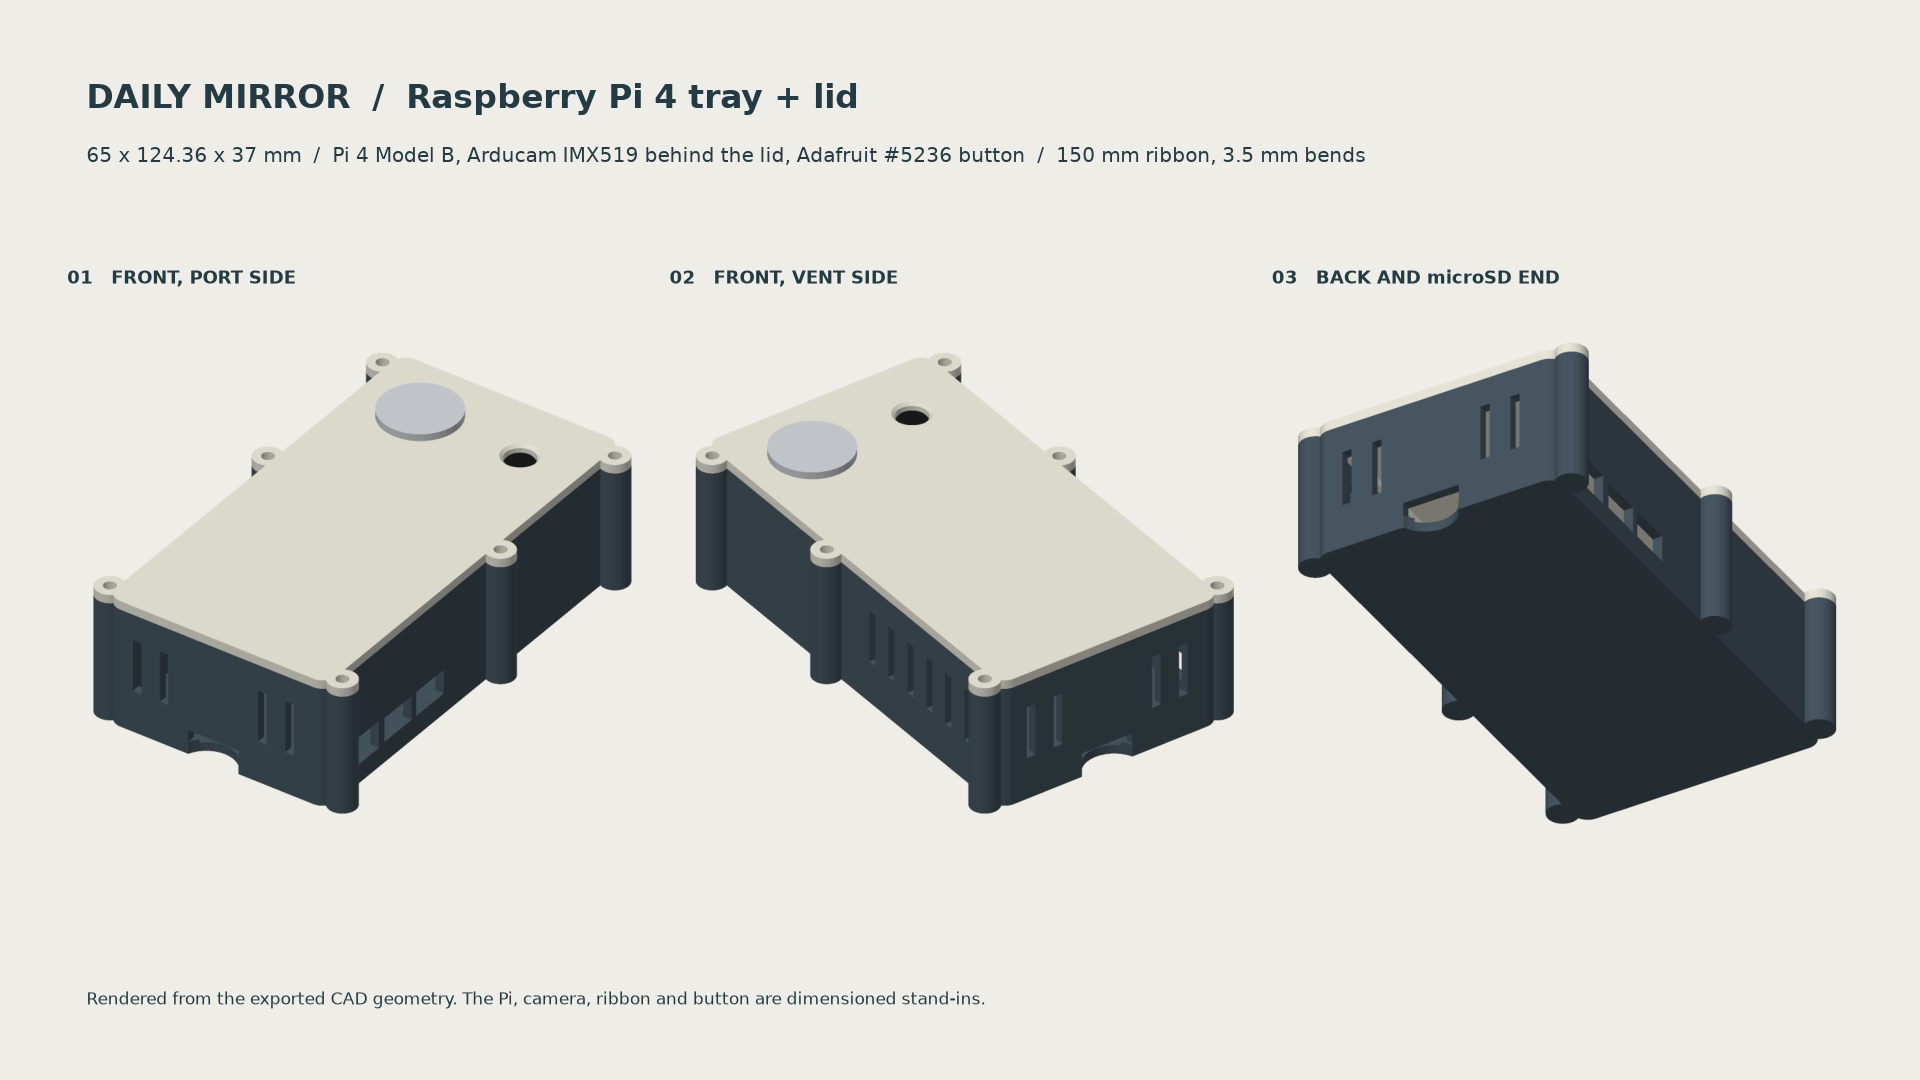 DAILY MIRROR / Raspberry Pi 4 tray + lid
65 x 124.36 x 37 mm / Pi 4 Model B, Arducam IMX519 behind the lid, Adafruit #5236 button / 150 mm ribbon, 3.5 mm bends
01 FRONT, PORT SIDE
02 FRONT, VENT SIDE
03 BACK AND microSD END
Rendered from the exported CAD geometry. The Pi, camera, ribbon and button are dimensioned stand-ins.